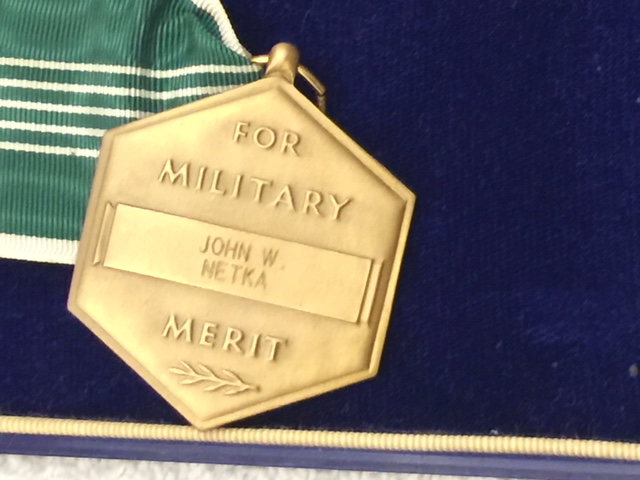 FOR
MILITARY
JOHN W.
NETKA
MERIT